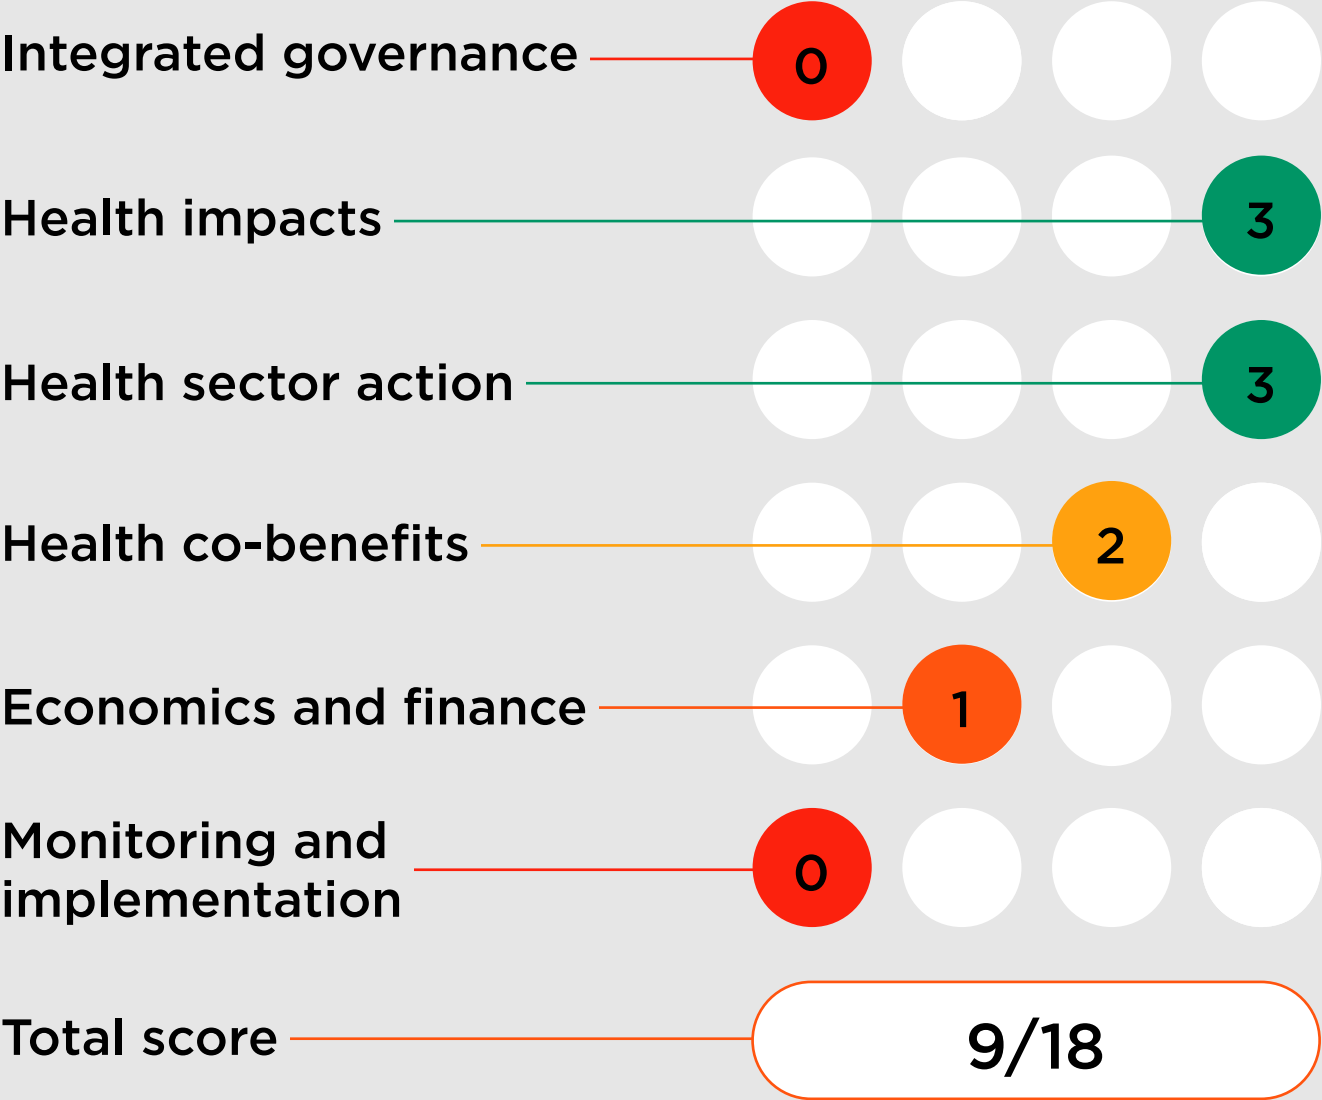 Integrated governance 0
Health impacts 3
Health sector action 3
Health co-benefits 2
Economics and finance 1
Monitoring and
implementation 0
Total score 9/18